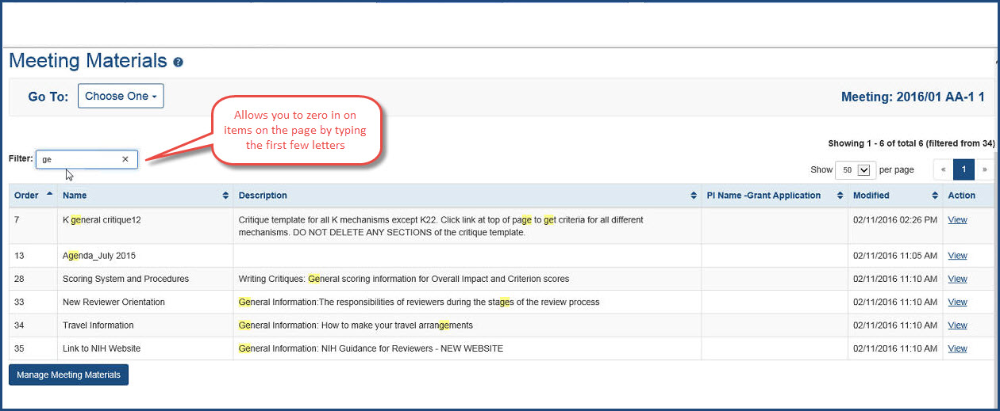 Meeting Materials ?
Go To: Choose One
Meeting: 2016/01 AA-1 1
Allows you to zero in on
items on the page by typing
the first few letters
Showing 1 - 6 of total 6 (filtered from 34)
Filter: ge ×
Show 50 per page « 1 »
Order Name Description PI Name -Grant Application Modified Action
7 K general critique12 Critique template for all K mechanisms except K22. Click link at top of page to get criteria for all different 02/11/2016 02:26 PM View
mechanisms. DO NOT DELETE ANY SECTIONS of the critique template.
13 Agenda_July 2015 02/11/2016 11:05 AM View
28 Scoring System and Procedures Writing Critiques: General scoring information for Overall Impact and Criterion scores 02/11/2016 11:10 AM View
33 New Reviewer Orientation General Information:The responsibilities of reviewers during the stages of the review process 02/11/2016 11:10 AM View
34 Travel Information General Information: How to make your travel arrangements 02/11/2016 11:10 AM View
35 Link to NIH Website General Information: NIH Guidance for Reviewers - NEW WEBSITE 02/11/2016 11:10 AM View
Manage Meeting Materials